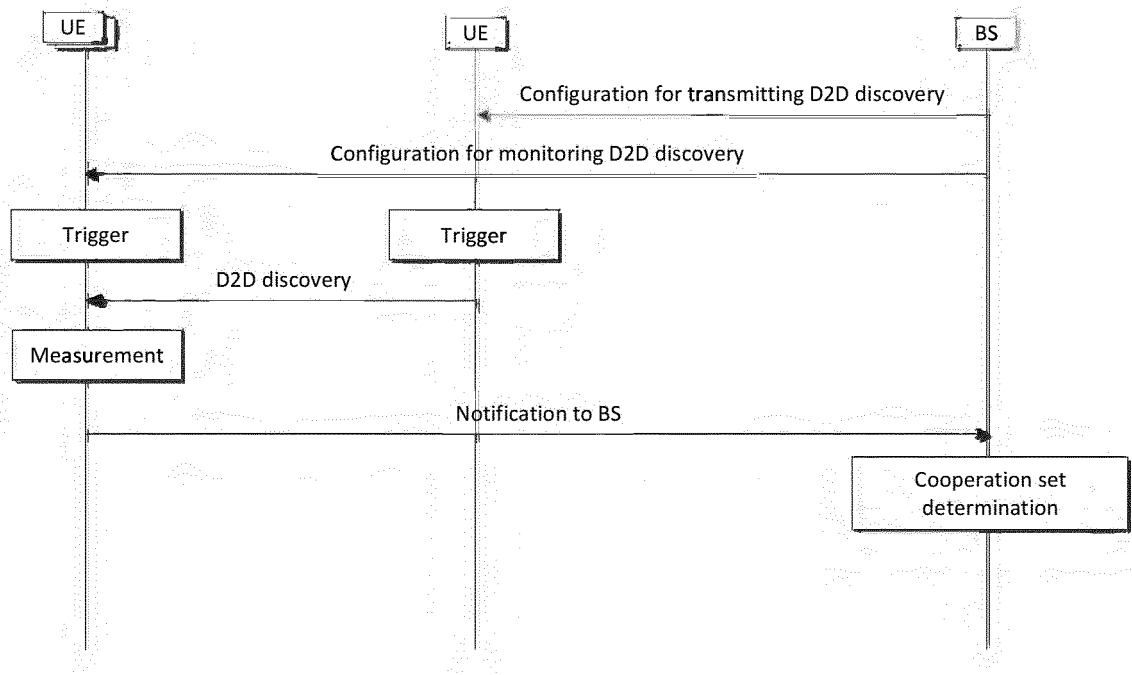 UE
UE
BS
Configuration for transmitting D2D discovery
Configuration for monitoring D2D discovery
Trigger
Trigger
D2D discovery
Measurement
Notification to BS
Cooperation set
determination